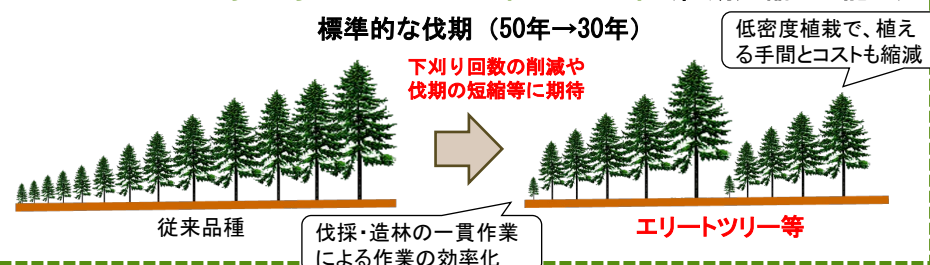 標準的な伐期（50年→30年）
低密度植栽で、植え
る手間とコストも縮減
下刈り回数の削減や
伐期の短縮等に期待
従来品種
エリートツリー等
伐採・造林の一貫作業
による作業の効率化